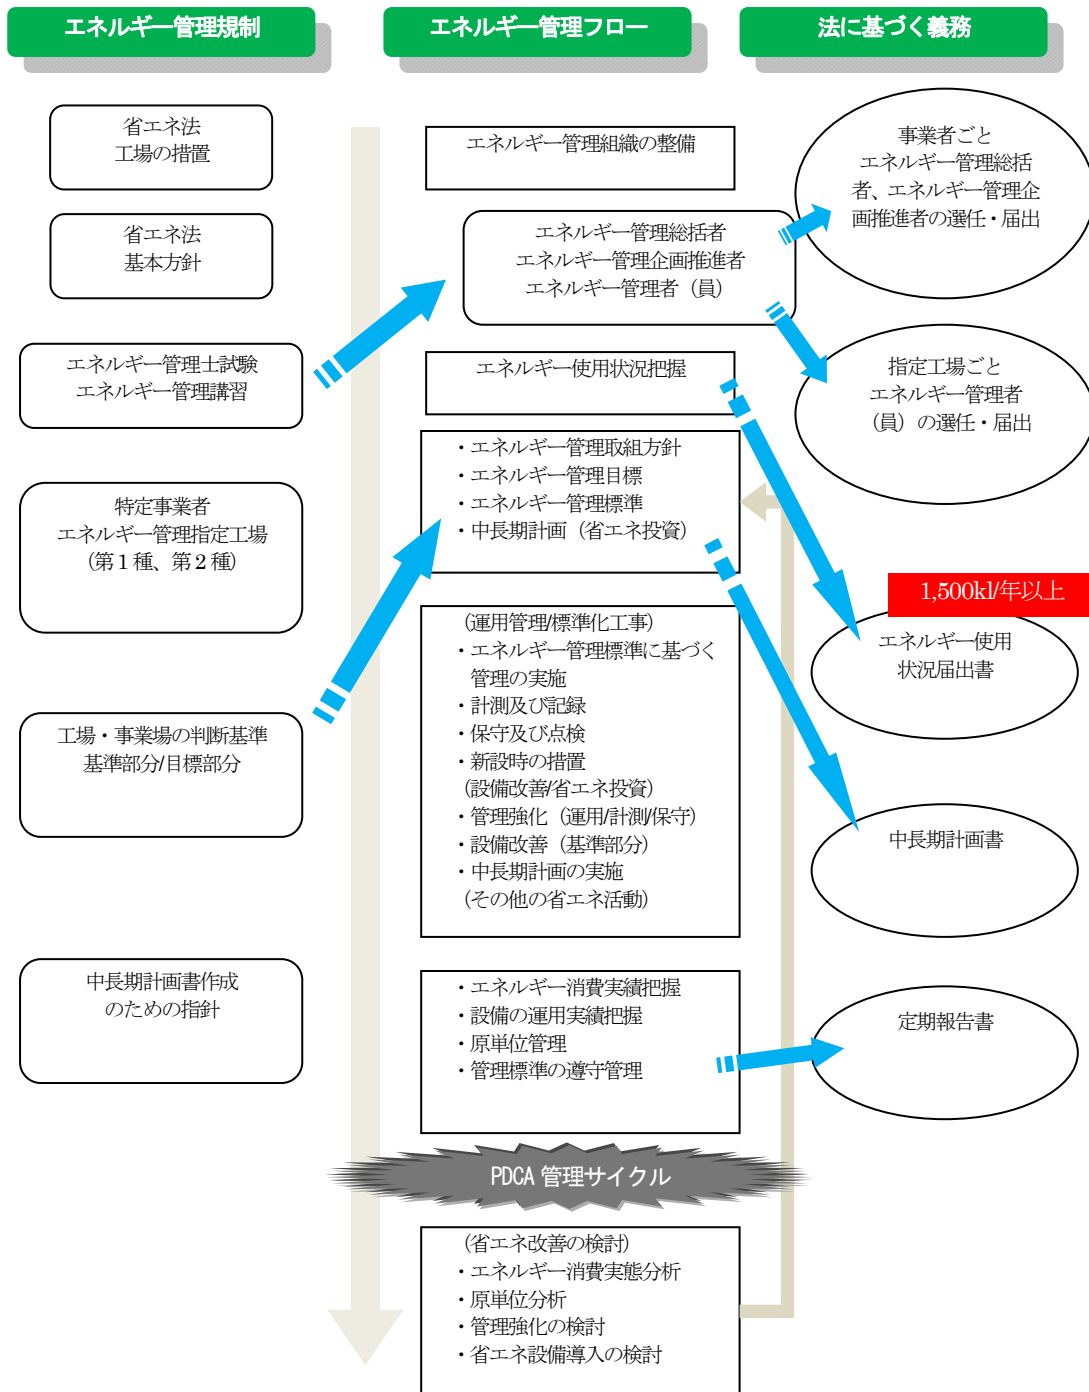 エネルギー管理規制
エネルギー管理フロー
法に基づく義務
省エネ法
工場の措置
省エネ法
基本方針
エネルギー管理士試験
エネルギー管理講習
特定事業者
エネルギー管理指定工場
(第1種、第2種)
工場・事業場の判断基準
基準部分/目標部分
中長期計画書作成
のための指針
エネルギー管理組織の整備
エネルギー管理総括者
エネルギー管理企画推進者
エネルギー管理者（員）
エネルギー使用状況把握
・エネルギー管理取組方針
・エネルギー管理目標
・エネルギー管理標準
・中長期計画（省エネ投資）
(運用管理/標準化工事)
・エネルギー管理標準に基づく
管理の実施
・計測及び記録
・保守及び点検
・新設時の措置
(設備改善/省エネ投資)
・管理強化（運用/計測/保守）
・設備改善（基準部分）
・中長期計画の実施
(その他の省エネ活動)
・エネルギー消費実績把握
・設備の運用実績把握
・原単位管理
・管理標準の遵守管理
PDCA 管理サイクル
(省エネ改善の検討)
・エネルギー消費実態分析
・原単位分析
・管理強化の検討
・省エネ設備導入の検討
事業者ごと
エネルギー管理総括
者、エネルギー管理企
画推進者の選任・届出
指定工場ごと
エネルギー管理者
（員）の選任・届出
1,500kl/年以上
エネルギー使用
状況届出書
中長期計画書
定期報告書